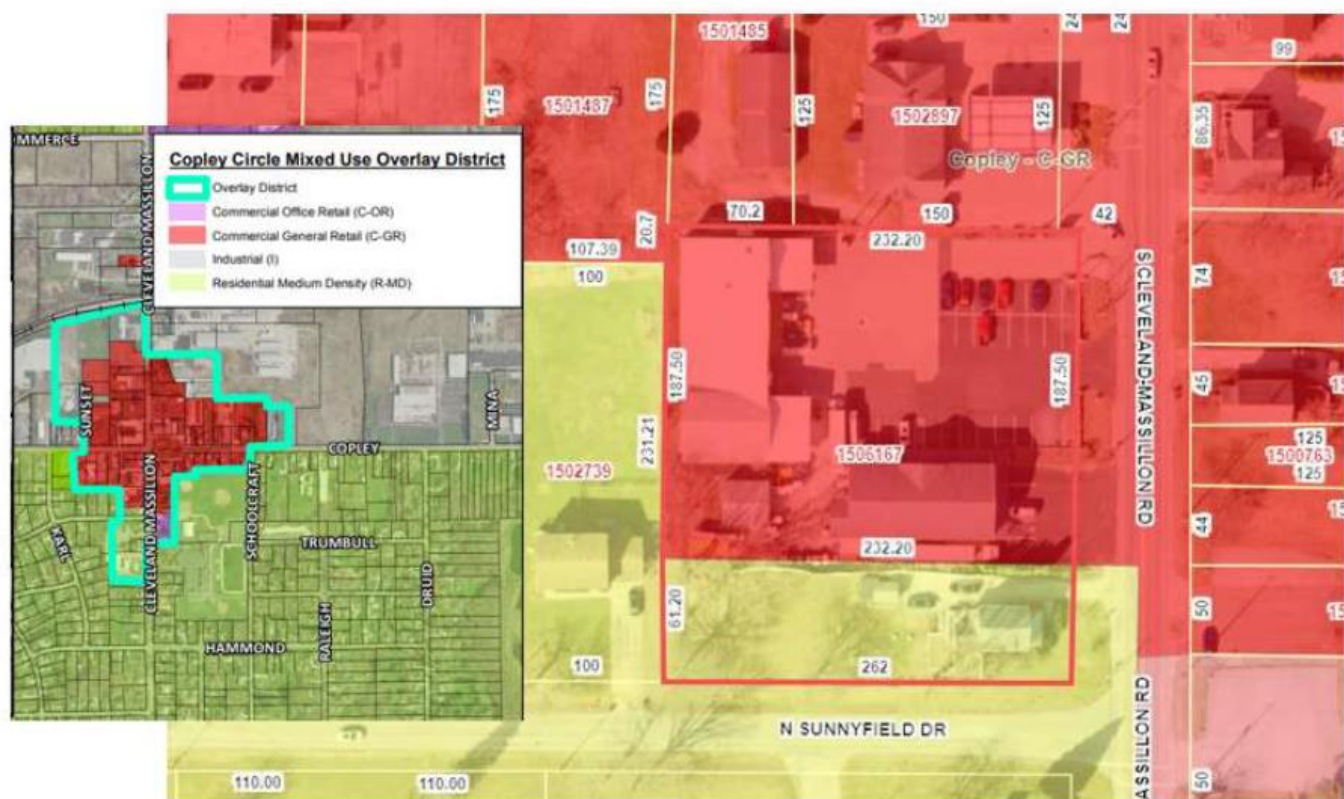 150
24
24
1501485
99
175
1501487
175
125
1502897
125
86.35
Copley - C-GR
OMMERCE
CLEVELAND-MASSILLON
Copley Circle Mixed Use Overlay District
Overlay District
Commercial Office Retail (C-OR)
Commercial General Retail (C-GR)
Industrial (I)
Residential Medium Density (R-MD)
20.7
70.2
150
42
107.39
232.20
100
74
S CLEVELAND-MASSILLON RD
187.50
187.50
45
SUNSET
MINA
COPLEY
231.21
1502739
1506167
125
1500763
125
CLEVELAND MASSILLON
SCHOOLCRAFT
KARL
TRUMBULL
DRUID
44
232.20
61.20
50
HAMMOND
RALEIGH
100
262
N SUNNYFIELD DR
ASSILLON RD
110.00
110.00
50